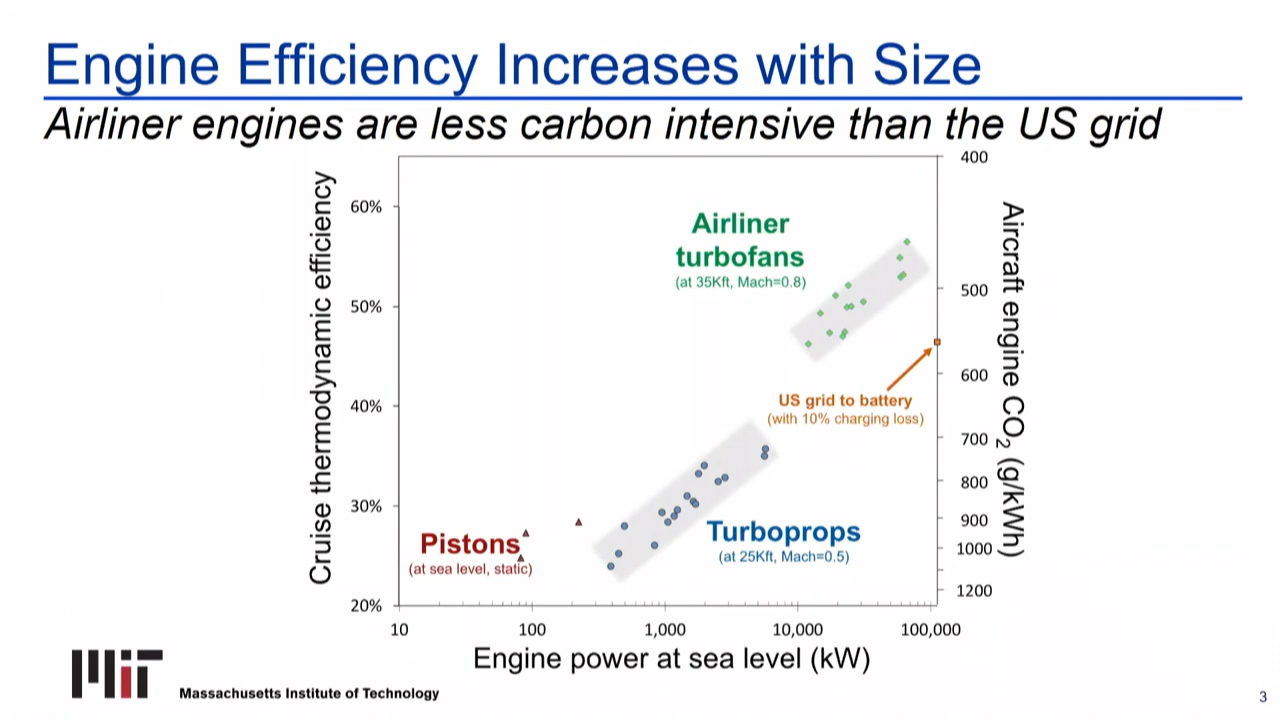 Engine Efficiency Increases with Size
Airliner engines are less carbon intensive than the US grid
Cruise thermodynamic efficiency
60%
50%
40%
30%
20%
Airliner
turbofans
(at 35Kft, Mach=0.8)
US grid to battery
(with 10% charging loss)
Turboprops
(at 25Kft, Mach=0.5)
Pistons
(at sea level, static)
400
500
600
700
800
900
1000
1200
Aircraft engine CO₂ (g/kWh)
10
100
1,000
10,000
100,000
Engine power at sea level (kW)
MIT
Massachusetts Institute of Technology
3